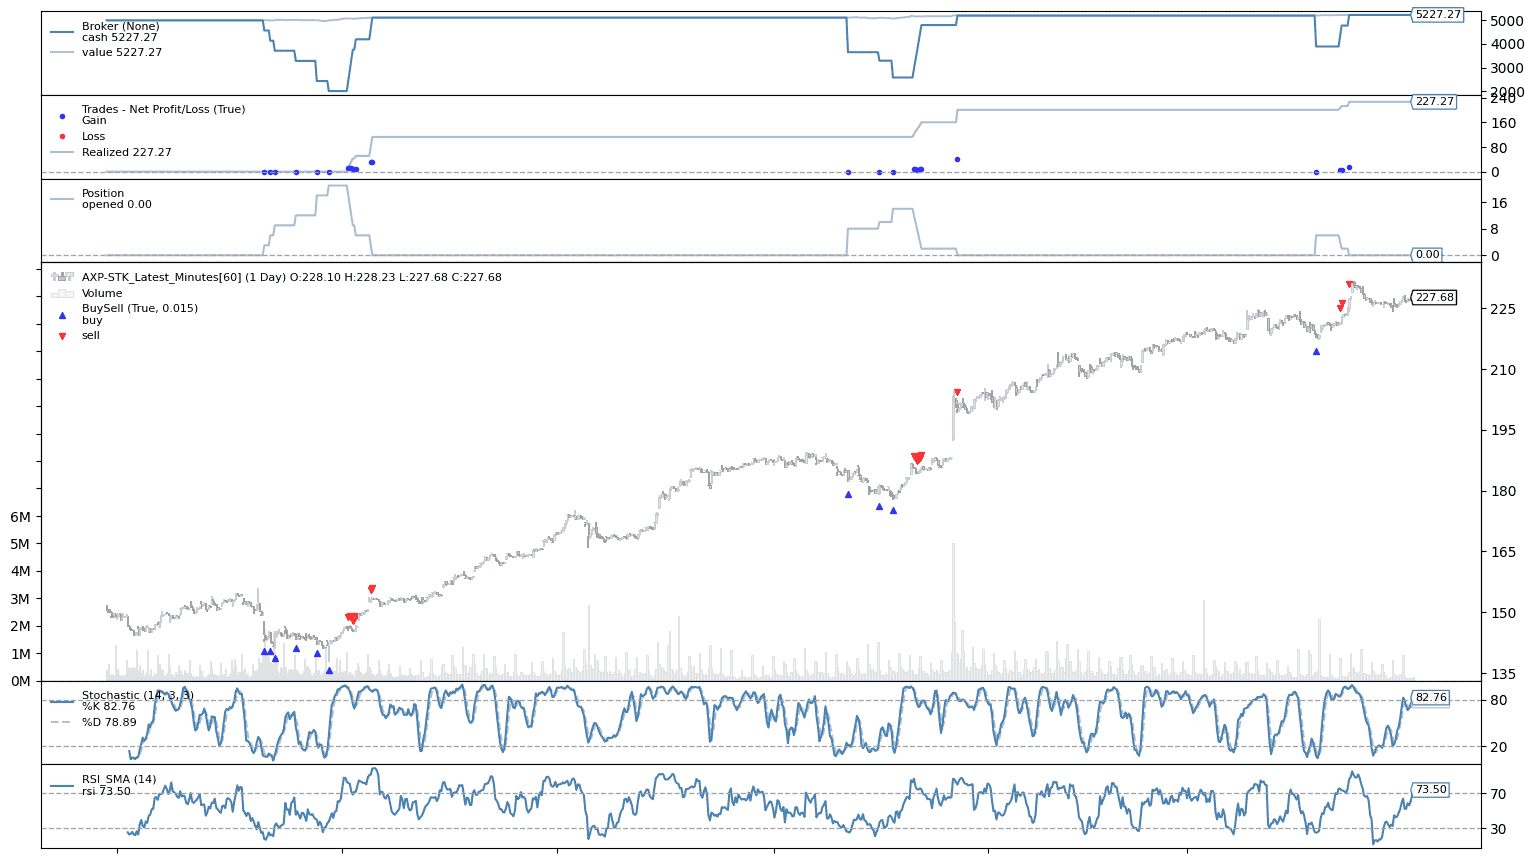 Broker (None)
cash 5227.27
value 5227.27
5227.27
5000
4000
3000
2000
Trades - Net Profit/Loss (True)
Gain
Loss
Realized 227.27
240
227.27
160
80
0
Position
opened 0.00
16
8
0
0.00
AXP-STK_Latest_Minutes[60] (1 Day) O:228.10 H:228.23 L:227.68 C:227.68
Volume
BuySell (True, 0.015)
buy
sell
227.68
225
210
195
180
165
150
135
6M
5M
4M
3M
2M
1M
0M
Stochastic (14, 3, 3)
%K 82.76
%D 78.89
82.76
80
20
RSI_SMA (14)
rsi 73.50
73.50
70
30